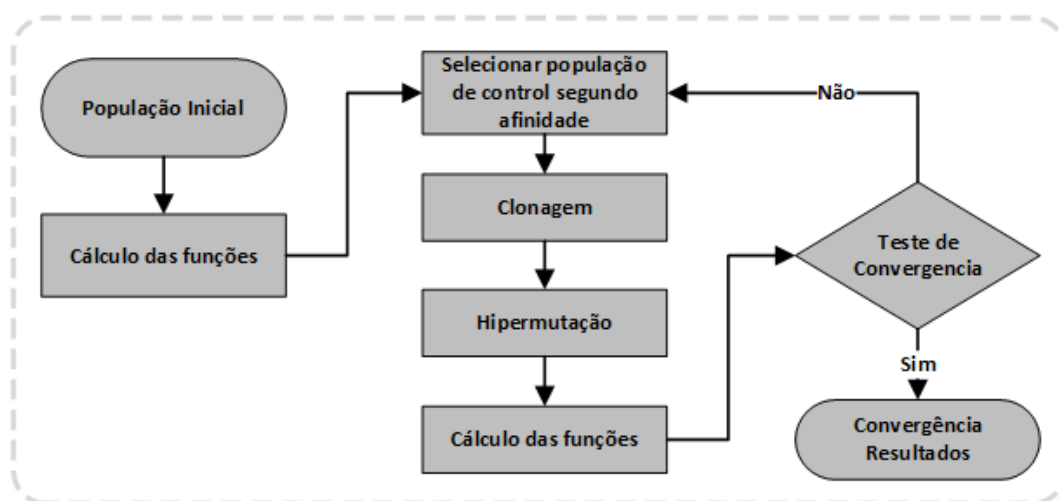 População Inicial
Cálculo das funções
Selecionar população
de control segundo
afinidade
Clonagem
Hipermutação
Cálculo das funções
Não
Teste de
Convergencia
Sim
Convergência
Resultados